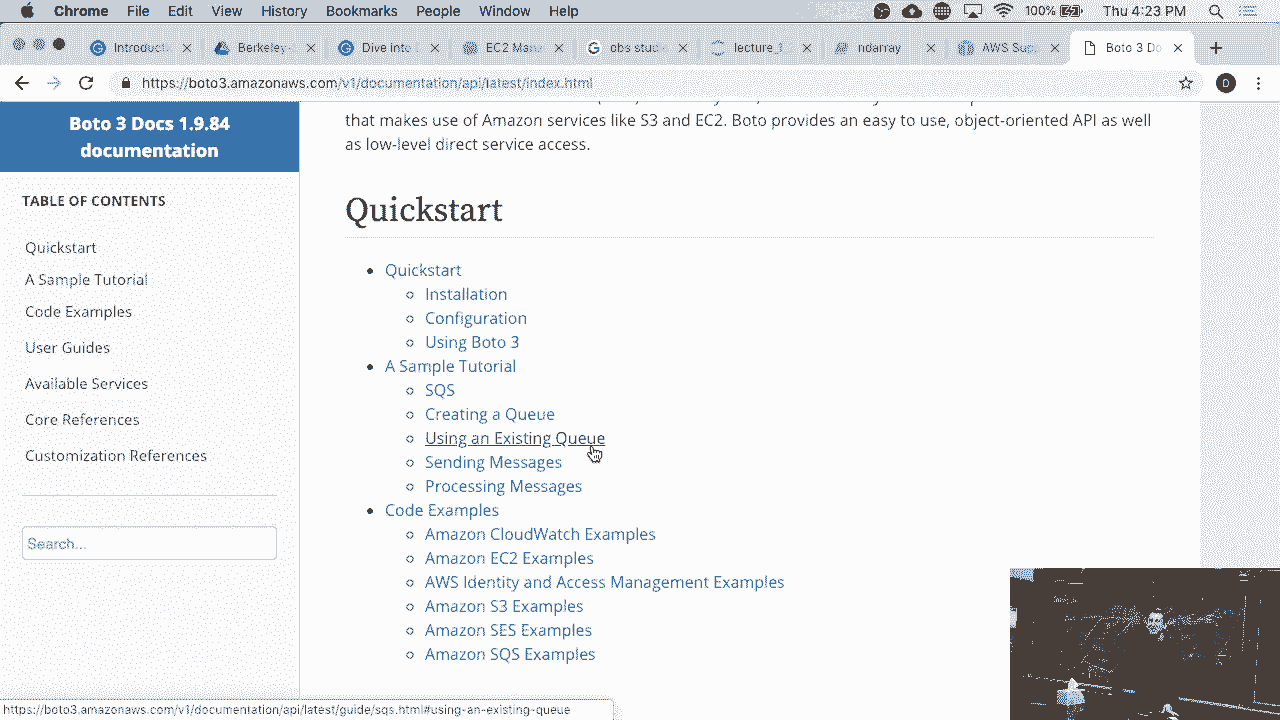 Chrome File Edit View History Bookmarks People Window Help 100% Thu 4:23 PM
Introduct Berkeley- Dive into EC2 Ma obs studi lecture_ ndarray AWS Sup Boto 3 Do
https://boto3.amazonaws.com/v1/documentation/api/latest/index.html D
Boto 3 Docs 1.9.84
documentation
TABLE OF CONTENTS
Quickstart
A Sample Tutorial
Code Examples
User Guides
Available Services
Core References
Customization References
Search...
that makes use of Amazon services like S3 and EC2. Boto provides an easy to use, object-oriented API as well
as low-level direct service access.
Quickstart
Quickstart
Installation
Configuration
Using Boto 3
A Sample Tutorial
SQS
Creating a Queue
Using an Existing Queue
Sending Messages
Processing Messages
Code Examples
Amazon CloudWatch Examples
Amazon EC2 Examples
AWS Identity and Access Management Examples
Amazon S3 Examples
Amazon SES Examples
Amazon SQS Examples
https://boto3.amazonaws.com/v1/documentation/api/latest/guide/sqs.html#using-an-existing-queue